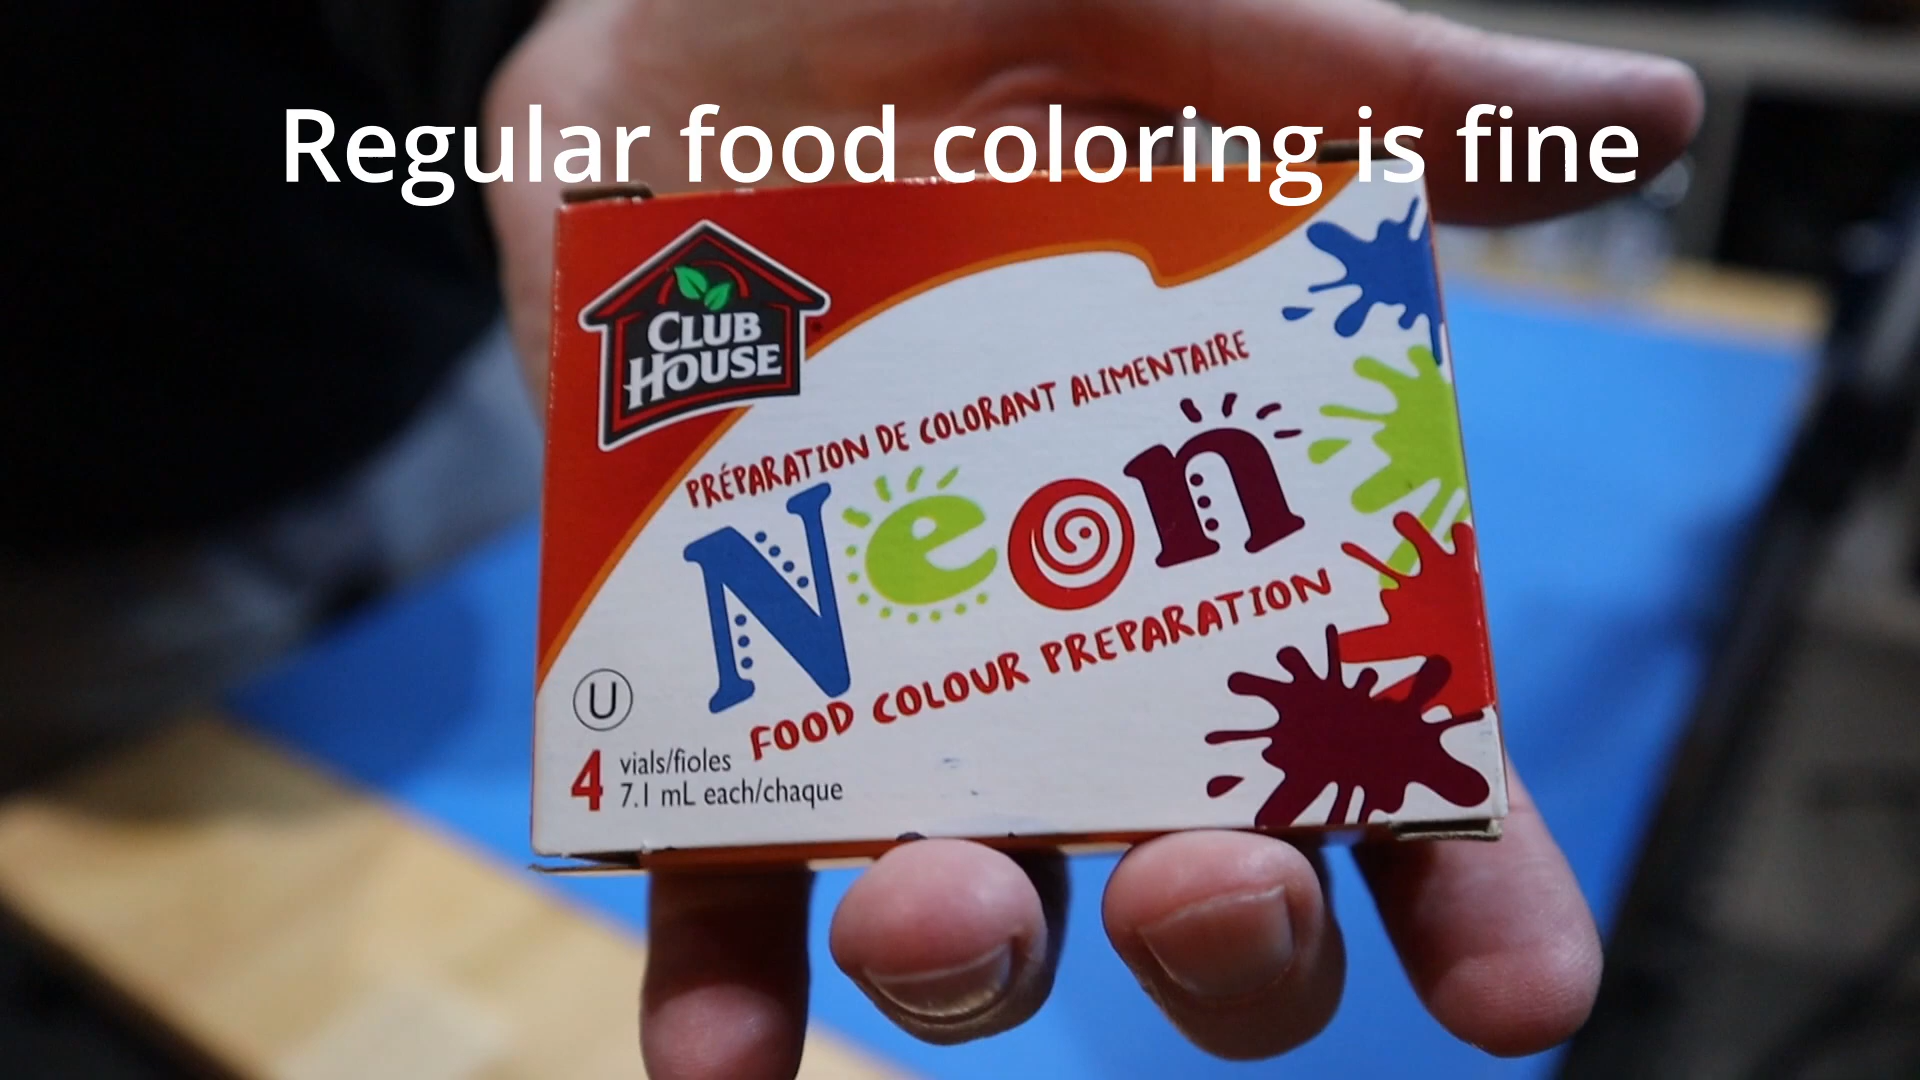 Regular food coloring is fine
CLUB
HOUSE
PRÉPARATION DE COLORANT ALIMENTAIRE
Neon
FOOD COLOUR PREPARATION
U
4 vials/fioles
7.1 mL each/chaque